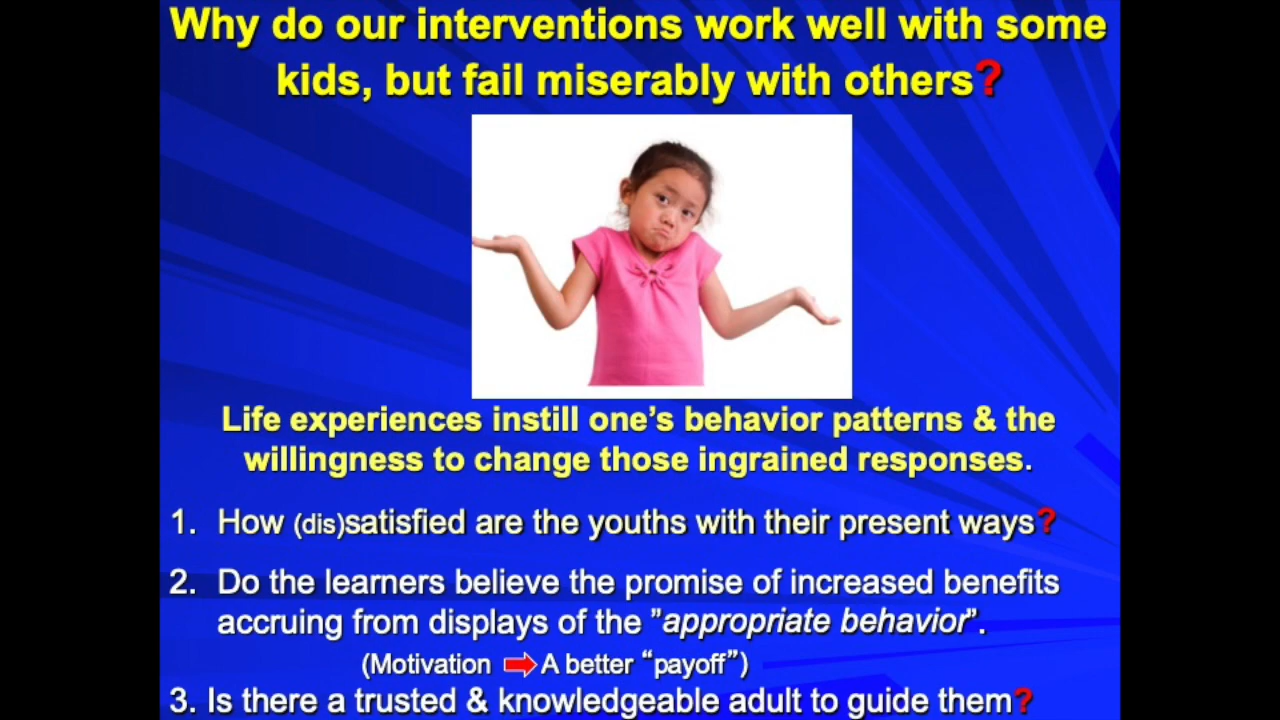 Why do our interventions work well with some
kids, but fail miserably with others?
Life experiences instill one’s behavior patterns & the
willingness to change those ingrained responses.
1. How (dis)satisfied are the youths with their present ways?
2. Do the learners believe the promise of increased benefits
accruing from displays of the ”appropriate behavior”.
(Motivation ➡ A better “payoff”)
3. Is there a trusted & knowledgeable adult to guide them?